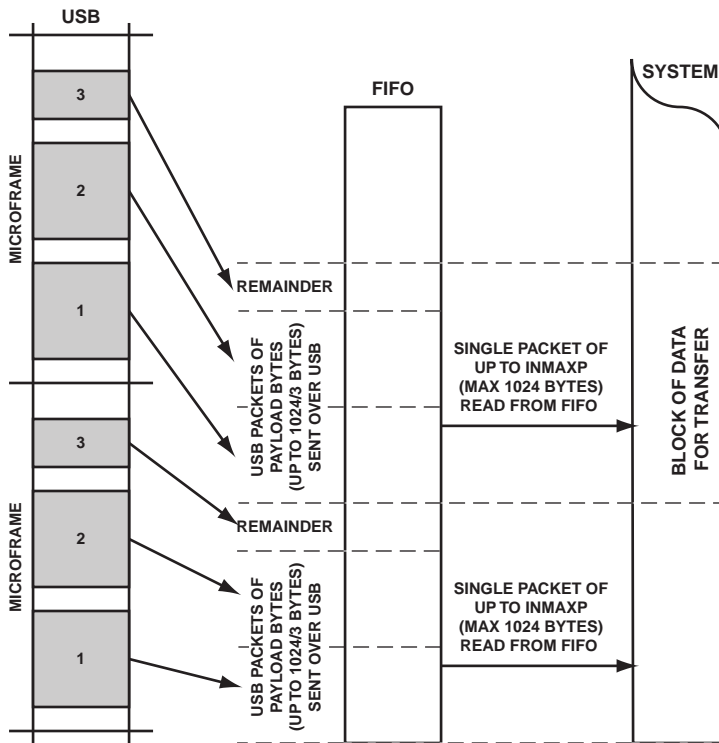 USB
FIFO
SYSTEM
MICROFRAME
3
2
1
REMAINDER
USB PACKETS OF
PAYLOAD BYTES
(UP TO 1024/3 BYTES)
SENT OVER USB
SINGLE PACKET OF
UP TO INMAXP
(MAX 1024 BYTES)
READ FROM FIFO
BLOCK OF DATA
FOR TRANSFER
MICROFRAME
3
2
1
REMAINDER
USB PACKETS OF
PAYLOAD BYTES
(UP TO 1024/3 BYTES)
SENT OVER USB
SINGLE PACKET OF
UP TO INMAXP
(MAX 1024 BYTES)
READ FROM FIFO